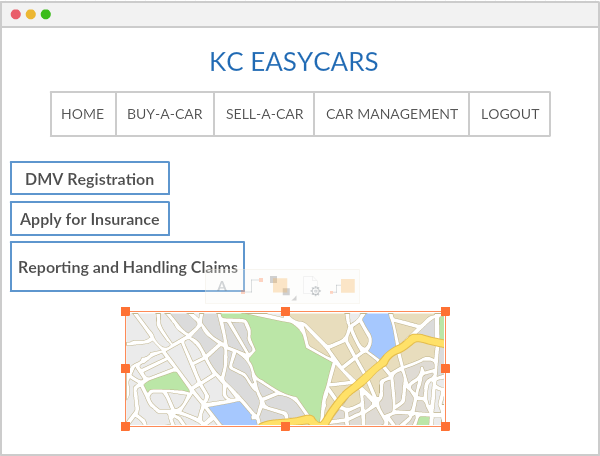 KC EASYCARS
HOME BUY-A-CAR SELL-A-CAR CAR MANAGEMENT LOGOUT
DMV Registration
Apply for Insurance
Reporting and Handling Claims
A